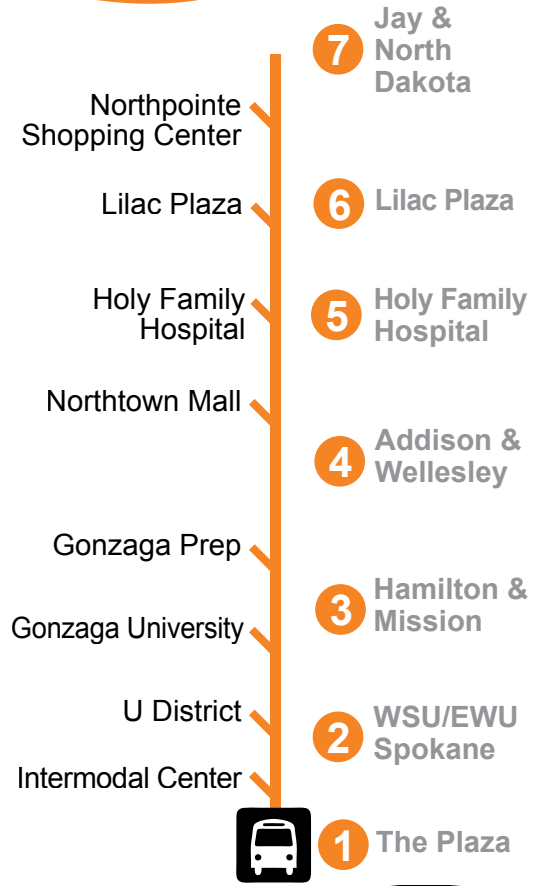 7
Jay &
North
Dakota
Northpointe
Shopping Center
Lilac Plaza
6 Lilac Plaza
Holy Family
Hospital
5 Holy Family
Hospital
Northtown Mall
4 Addison &
Wellesley
Gonzaga Prep
3 Hamilton &
Mission
Gonzaga University
U District
2 WSU/EWU
Spokane
Intermodal Center
1 The Plaza